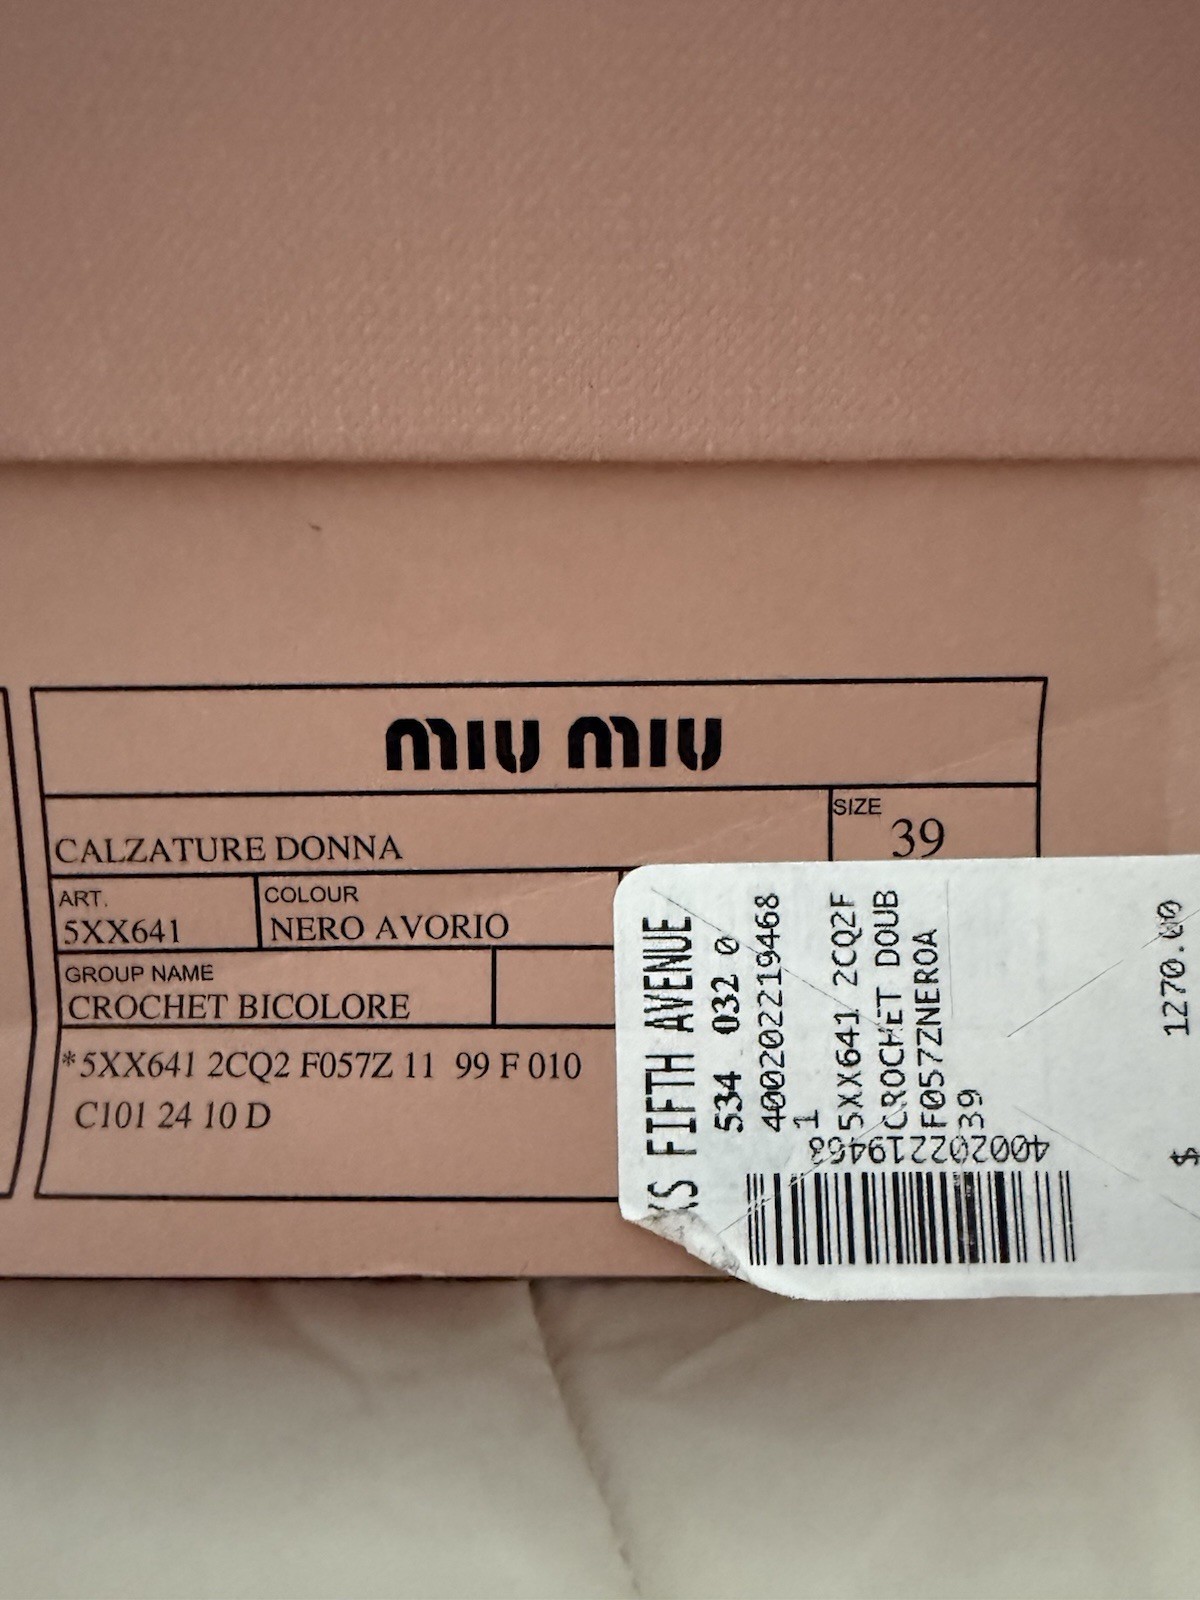 miu miu
CALZATURE DONNA
SIZE
39
ART.
5XX641
COLOUR
NERO AVORIO
GROUP NAME
CROCHET BICOLORE
*5XX641 2CQ2 F057Z 11 99 F 010
C101 24 10 D
KS FIFTH AVENUE
534 032 0
400202219468
1
5XX641 2CQ2F
CROCHET DOUB
F057ZNEROA
39
400202219468
$ 1270.00